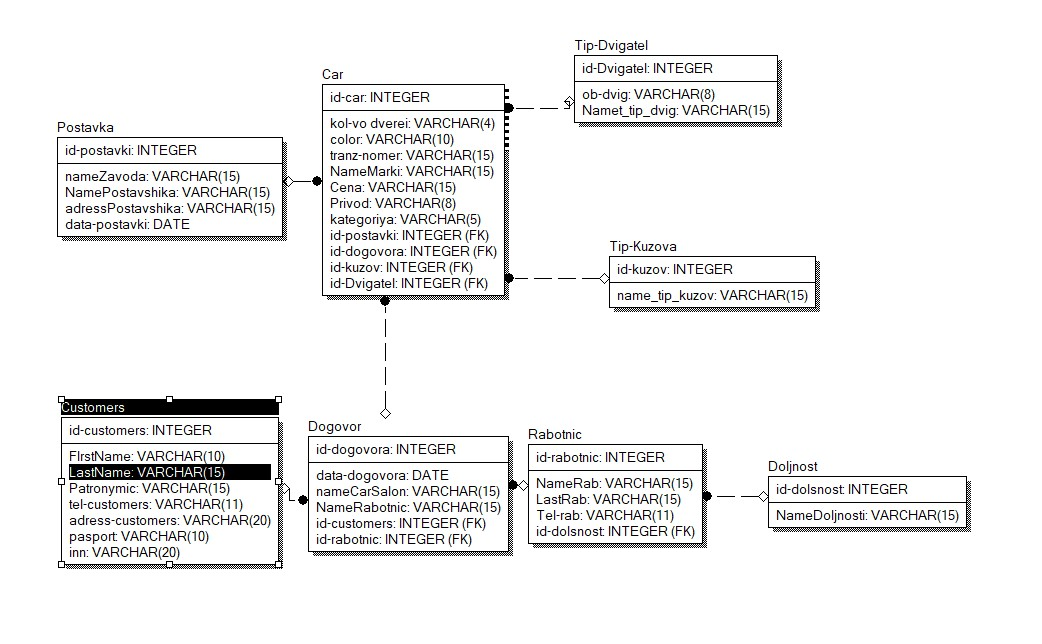 Tip-Dvigatel
id-Dvigatel: INTEGER
ob-dvig: VARCHAR(8)
Namet_tip_dvig: VARCHAR(15)
Car
id-car: INTEGER
kol-vo dverei: VARCHAR(4)
color: VARCHAR(10)
tranz-nomer: VARCHAR(15)
NameMarki: VARCHAR(15)
Cena: VARCHAR(15)
Privod: VARCHAR(8)
kategoriya: VARCHAR(5)
id-postavki: INTEGER (FK)
id-dogovora: INTEGER (FK)
id-kuzov: INTEGER (FK)
id-Dvigatel: INTEGER (FK)
Postavka
id-postavki: INTEGER
nameZavoda: VARCHAR(15)
NamePostavshika: VARCHAR(15)
adressPostavshika: VARCHAR(15)
data-postavki: DATE
Tip-Kuzova
id-kuzov: INTEGER
name_tip_kuzov: VARCHAR(15)
Customers
id-customers: INTEGER
FIrstName: VARCHAR(10)
LastName: VARCHAR(15)
Patronymic: VARCHAR(15)
tel-customers: VARCHAR(11)
adress-customers: VARCHAR(20)
pasport: VARCHAR(10)
inn: VARCHAR(20)
Dogovor
id-dogovora: INTEGER
data-dogovora: DATE
nameCarSalon: VARCHAR(15)
NameRabotnic: VARCHAR(15)
id-customers: INTEGER (FK)
id-rabotnic: INTEGER (FK)
Rabotnic
id-rabotnic: INTEGER
NameRab: VARCHAR(15)
LastRab: VARCHAR(15)
Tel-rab: VARCHAR(11)
id-dolsnost: INTEGER (FK)
Doljnost
id-dolsnost: INTEGER
NameDoljnosti: VARCHAR(15)